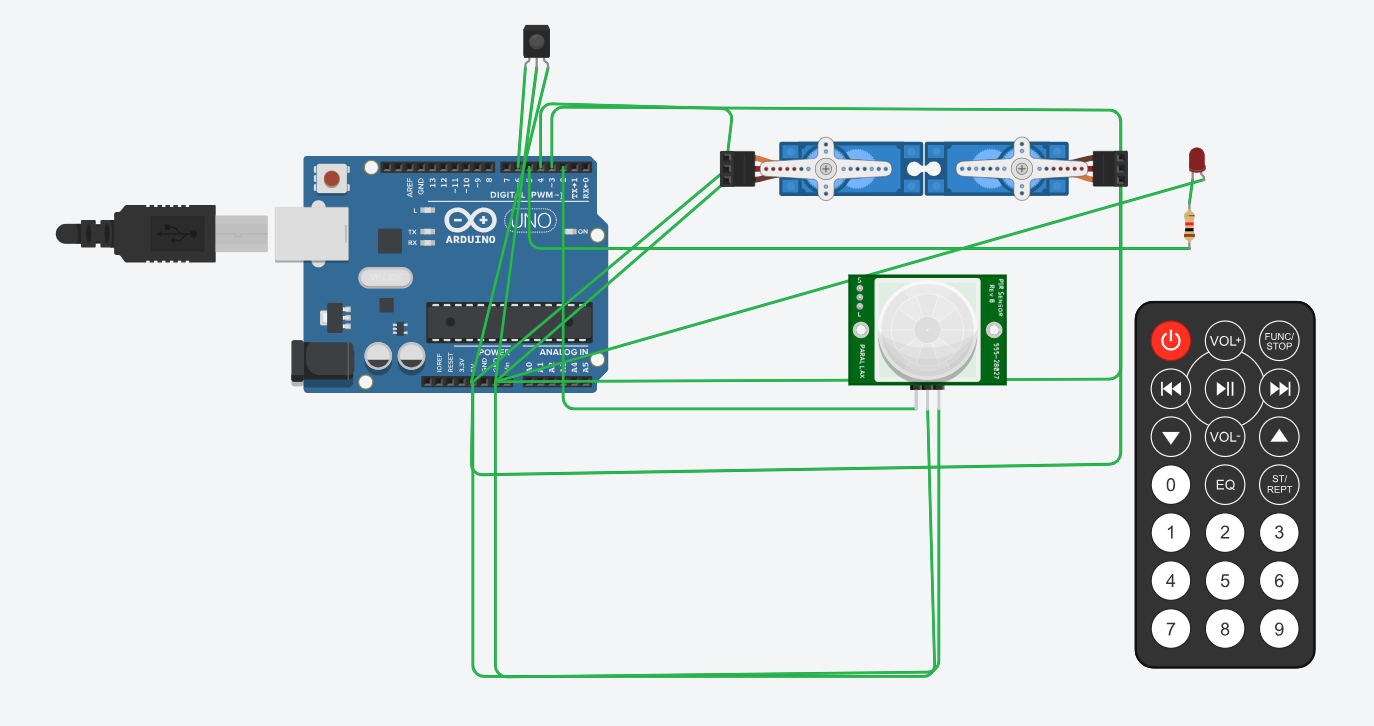 AREF
GND
13
12
~11
~10
~9
8
7
4
~3
TX→1
RX←0
DIGITAL (PWM~)
L
TX
RX
UNO
ARDUINO
ON
IOREF
RESET
3.3V
GND
POWER
ANALOG IN
A0
A1
A4
A5
S
L
PIR Sensor
Rev B
PARALLAX
555-28027
VOL+
FUNC/
STOP
VOL-
0
EQ
ST/
REPT
1
2
3
4
5
6
7
8
9